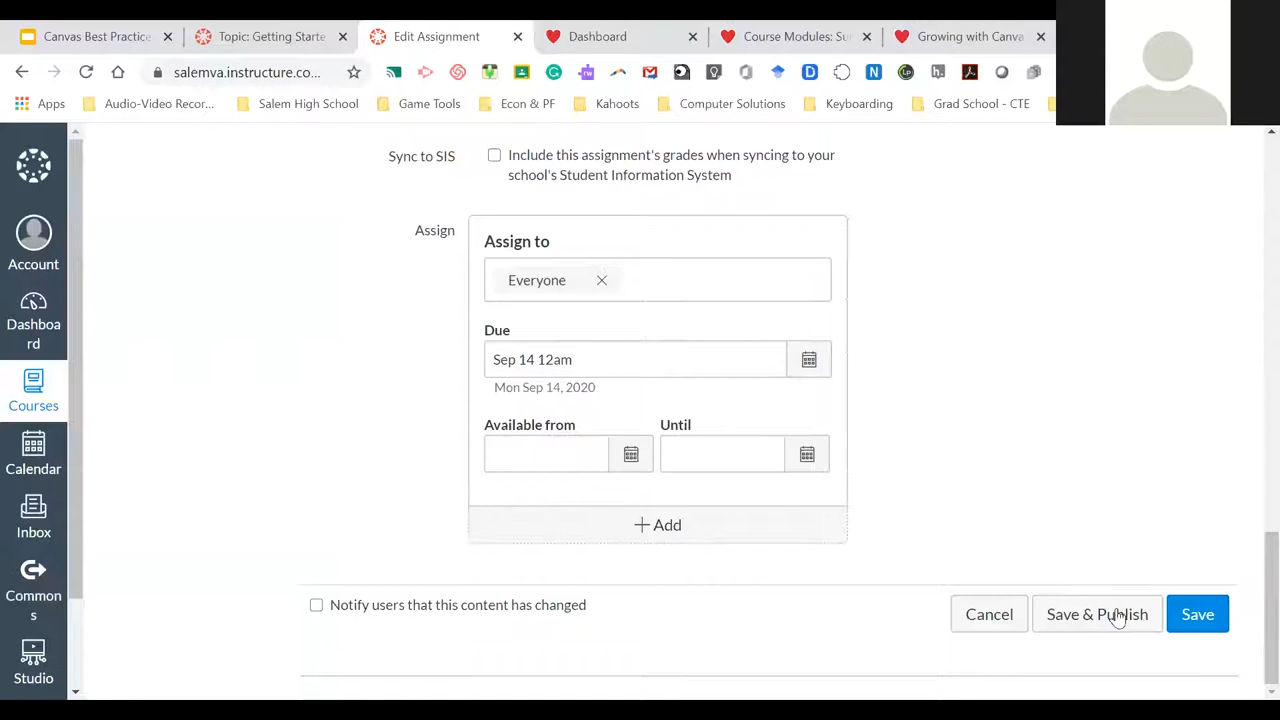 Canvas Best Practice
Topic: Getting Starte
Edit Assignment
Dashboard
Course Modules: Su
Growing with Canva
salemva.instructure.co...
Apps
Audio-Video Recor...
Salem High School
Game Tools
Econ & PF
Kahoots
Computer Solutions
Keyboarding
Grad School - CTE
Account
Dashboa
rd
Courses
Calendar
Inbox
Common
s
Studio
Sync to SIS
Include this assignment's grades when syncing to your
school's Student Information System
Assign
Assign to
Everyone
Due
Sep 14 12am
Mon Sep 14, 2020
Available from
Until
+ Add
Notify users that this content has changed
Cancel
Save & Publish
Save